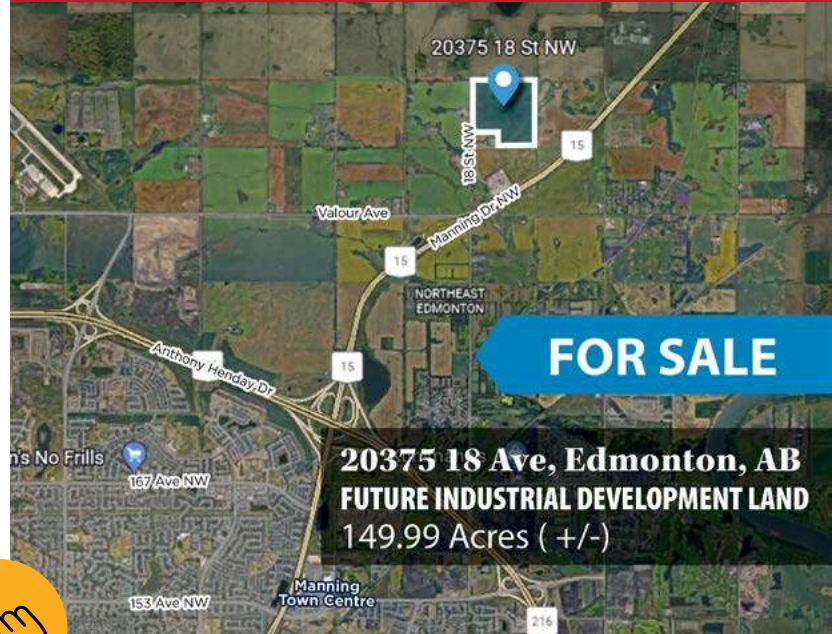 20375 18 St NW
18 St NW
15
Manning Dr NW
Valour Ave
15
NORTHEAST
EDMONTON
FOR SALE
Anthony Henday Dr
15
n's No Frills
167 Ave NW
20375 18 Ave, Edmonton, AB
FUTURE INDUSTRIAL DEVELOPMENT LAND
149.99 Acres ( +/-)
Manning
Town Centre
153 Ave NW
216